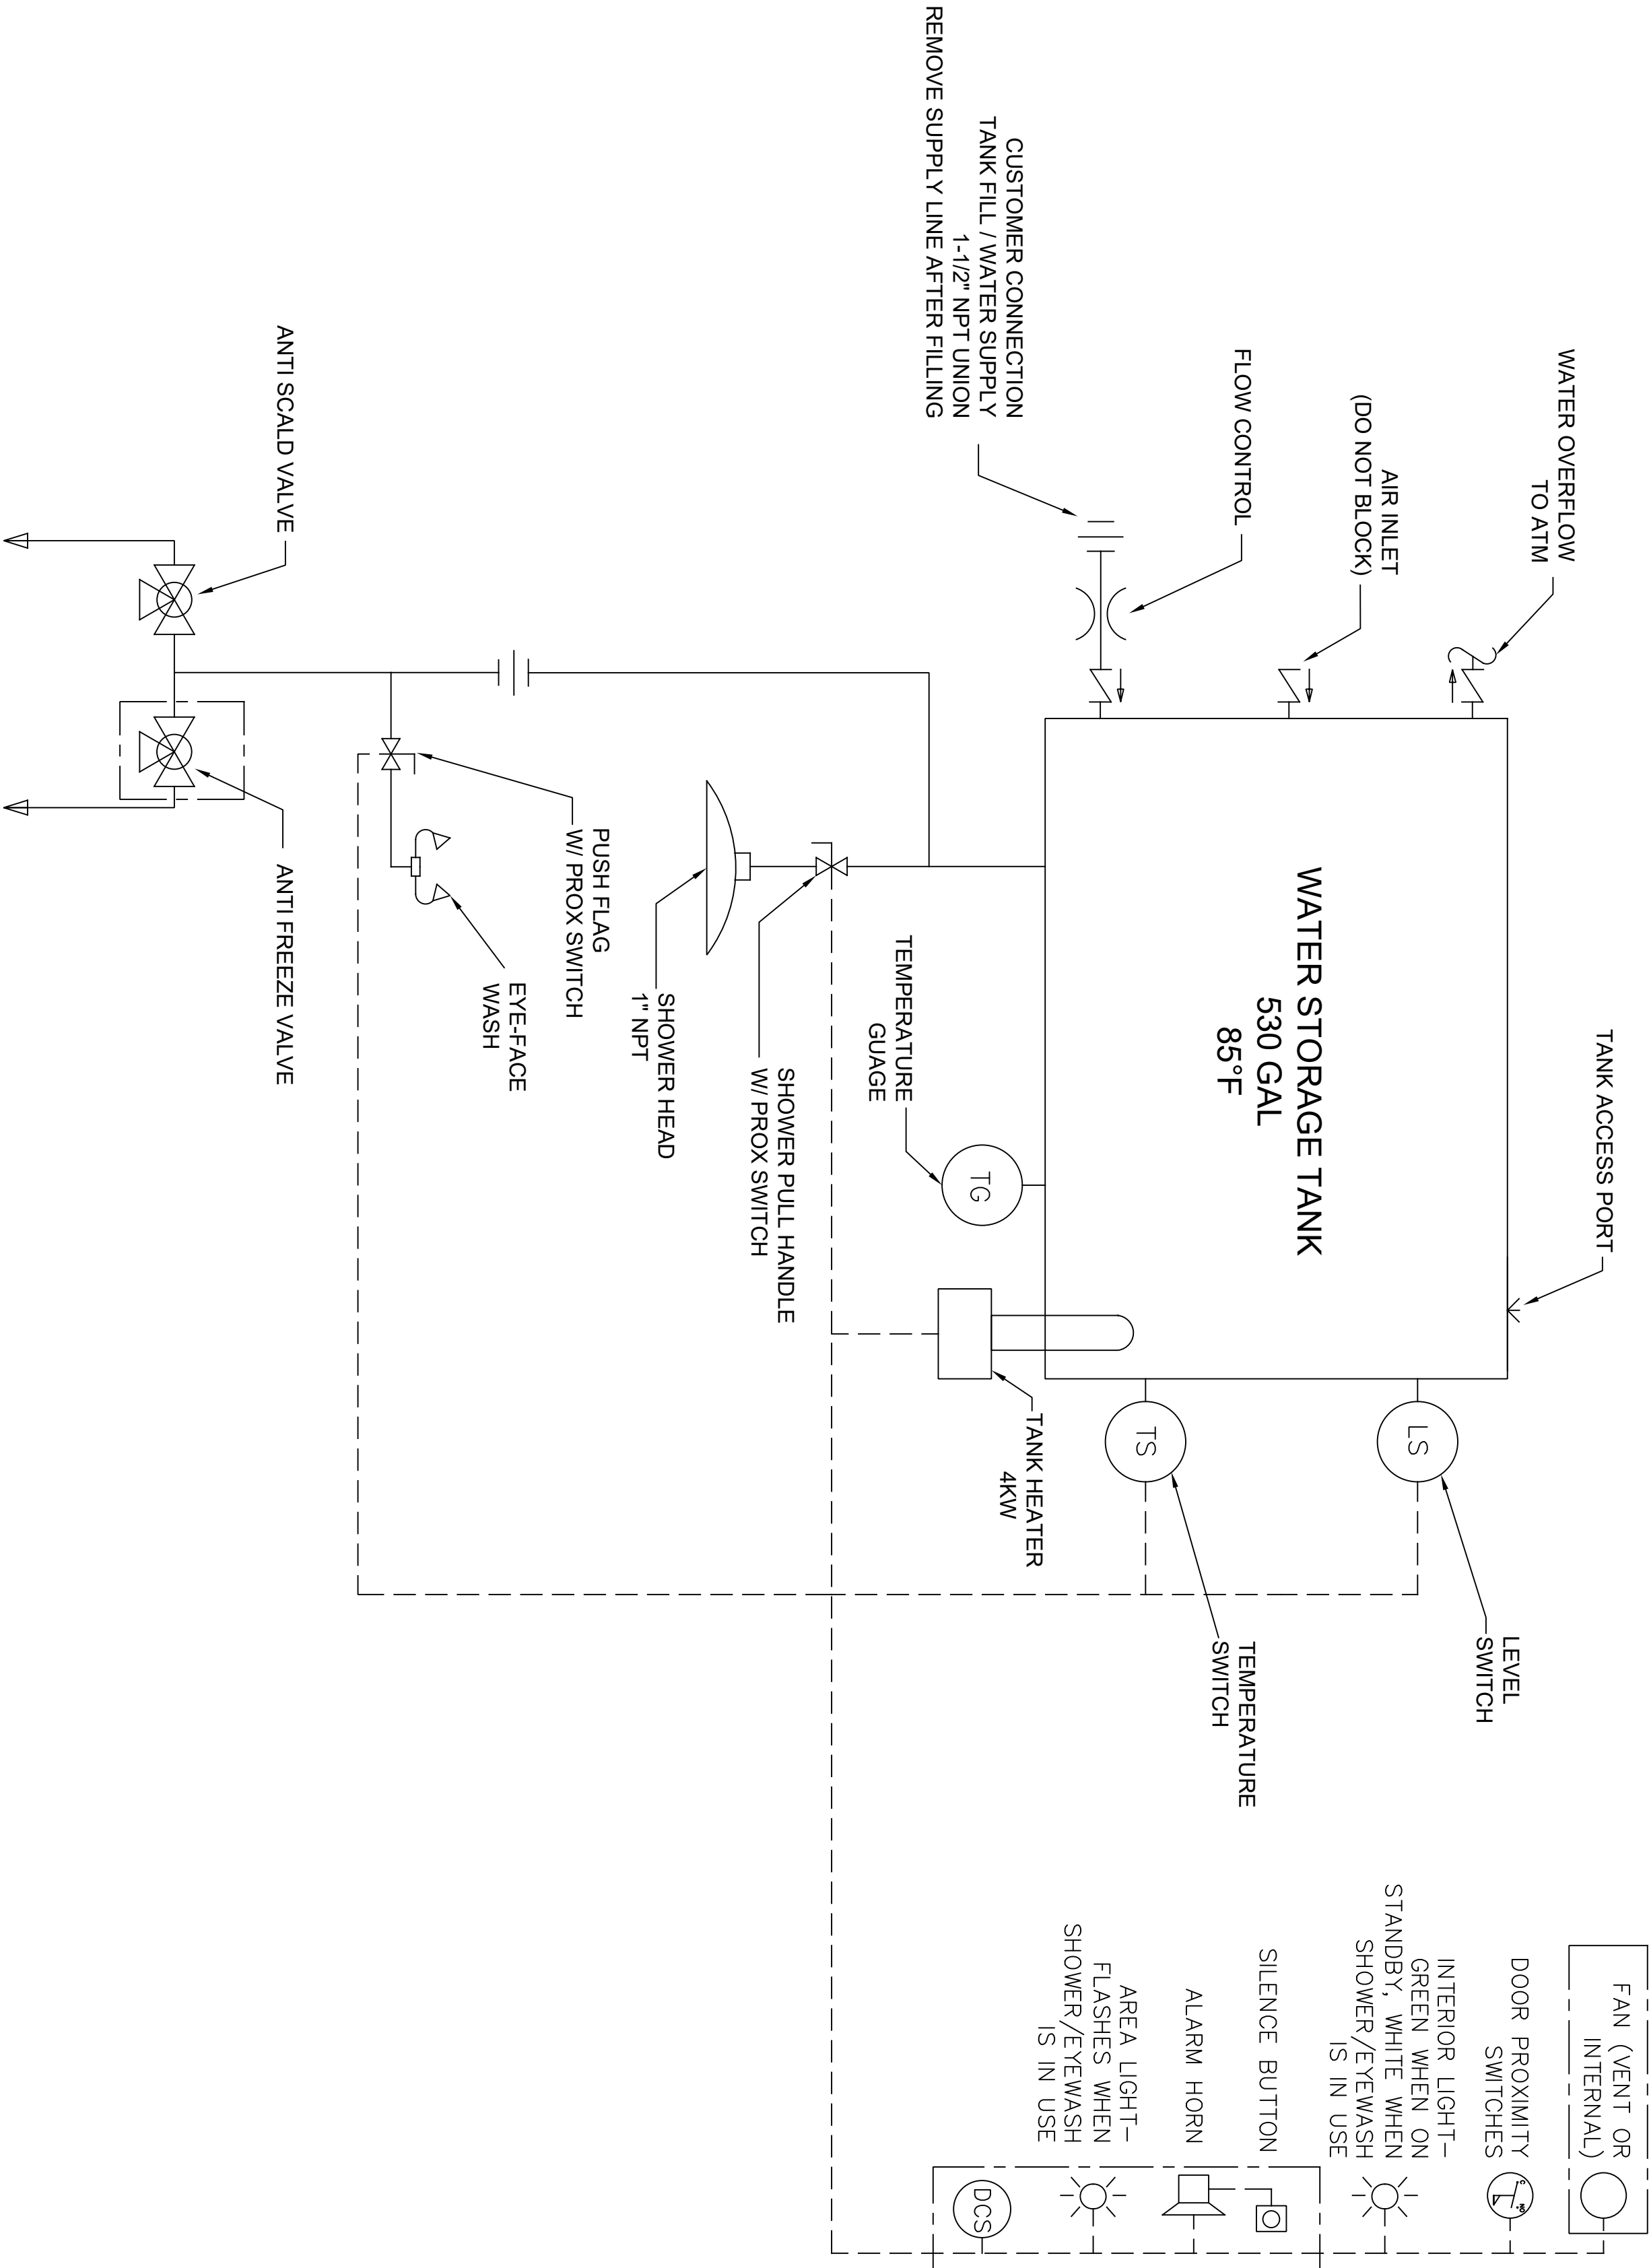 WATER OVERFLOW
TO ATM
AIR INLET
(DO NOT BLOCK)
FLOW CONTROL
CUSTOMER CONNECTION
TANK FILL / WATER SUPPLY
1-1/2" NPT UNION
REMOVE SUPPLY LINE AFTER FILLING
ANTI SCALD VALVE
TANK ACCESS PORT
WATER STORAGE TANK
530 GAL
85°F
TEMPERATURE
GUAGE
TG
SHOWER PULL HANDLE
W/ PROX SWITCH
SHOWER HEAD
1" NPT
PUSH FLAG
W/ PROX SWITCH
EYE-FACE
WASH
ANTI FREEZE VALVE
LS
LEVEL
SWITCH
TS
TEMPERATURE
SWITCH
TANK HEATER
4KW
FAN (VENT OR
INTERNAL)
DOOR PROXIMITY
SWITCHES
C
NO
INTERIOR LIGHT-
GREEN WHEN ON
STANDBY, WHITE WHEN
SHOWER/EYEWASH
IS IN USE
SILENCE BUTTON
ALARM HORN
AREA LIGHT-
FLASHES WHEN
SHOWER/EYEWASH
IS IN USE
DCS